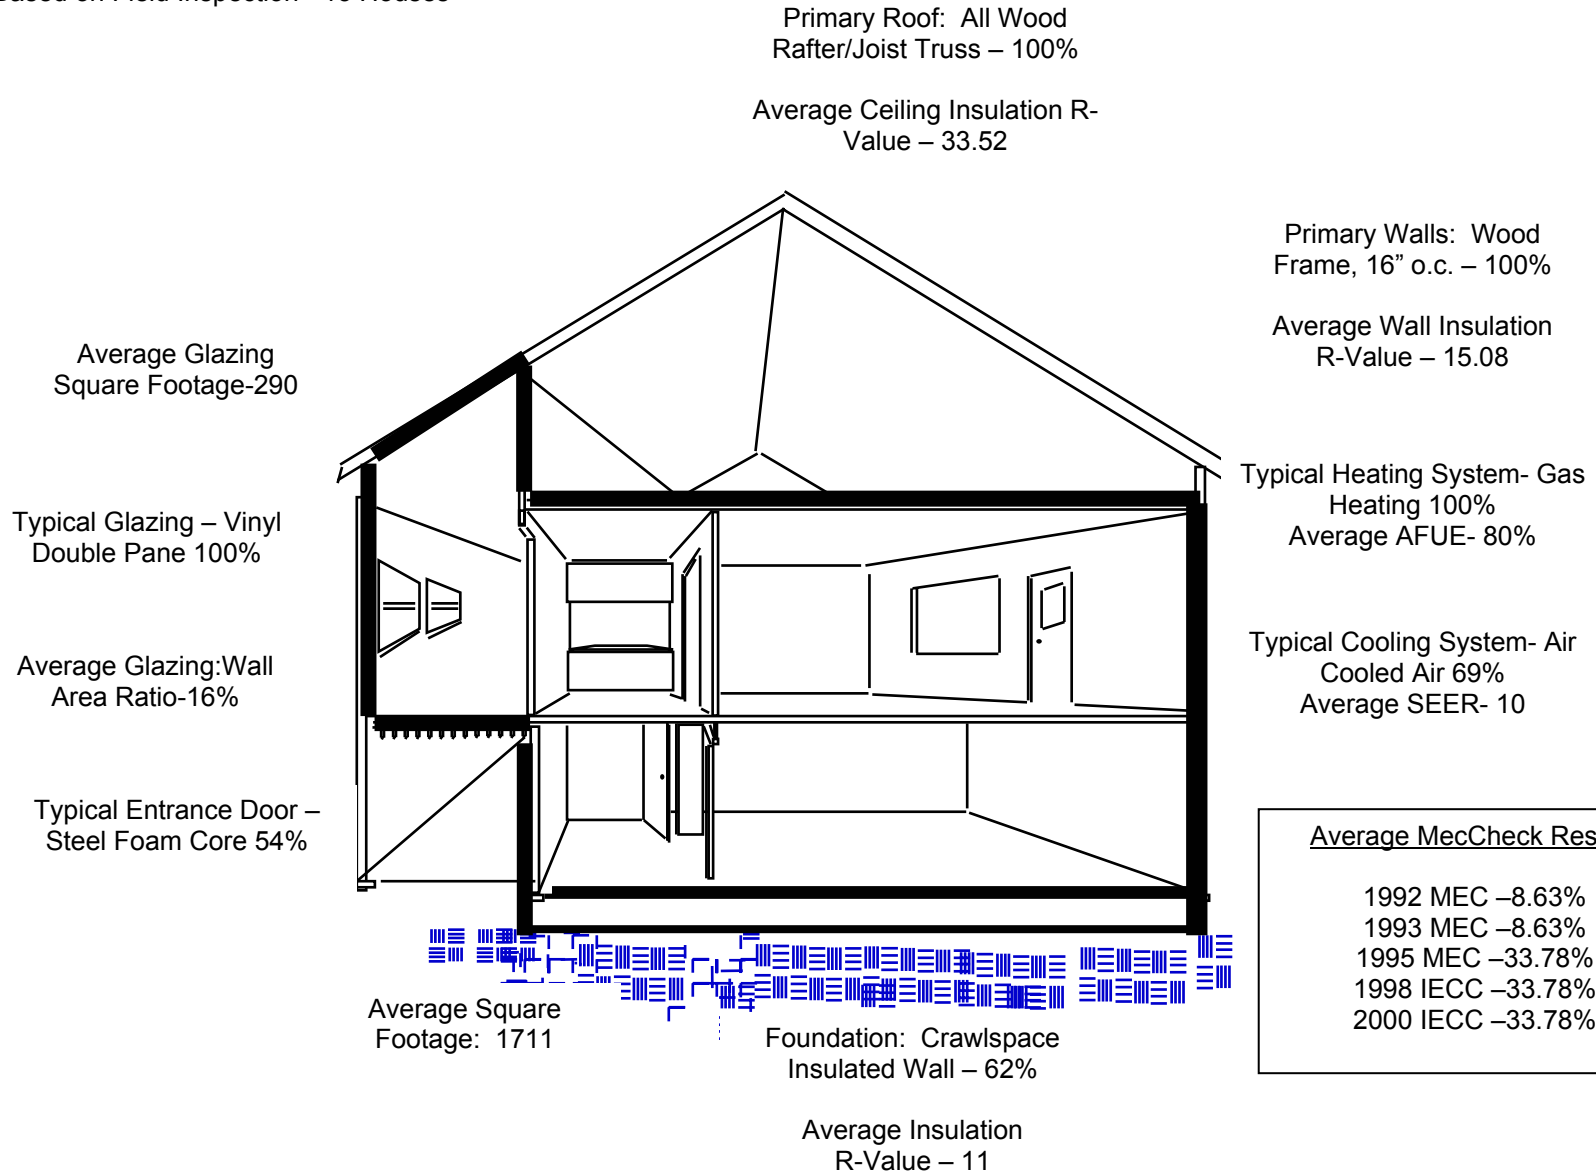 Primary Roof: All Wood
Rafter/Joist Truss – 100%
Average Ceiling Insulation R-
Value – 33.52
Primary Walls: Wood
Frame, 16” o.c. – 100%
Average Wall Insulation
R-Value – 15.08
Average Glazing
Square Footage-290
Typical Heating System- Gas
Heating 100%
Average AFUE- 80%
Typical Glazing – Vinyl
Double Pane 100%
Typical Cooling System- Air
Cooled Air 69%
Average SEER- 10
Average Glazing:Wall
Area Ratio-16%
Typical Entrance Door –
Steel Foam Core 54%
Average MecCheck Res
1992 MEC –8.63%
1993 MEC –8.63%
1995 MEC –33.78%
1998 IECC –33.78%
2000 IECC –33.78%
Average Square
Footage: 1711
Foundation: Crawlspace
Insulated Wall – 62%
Average Insulation
R-Value – 11